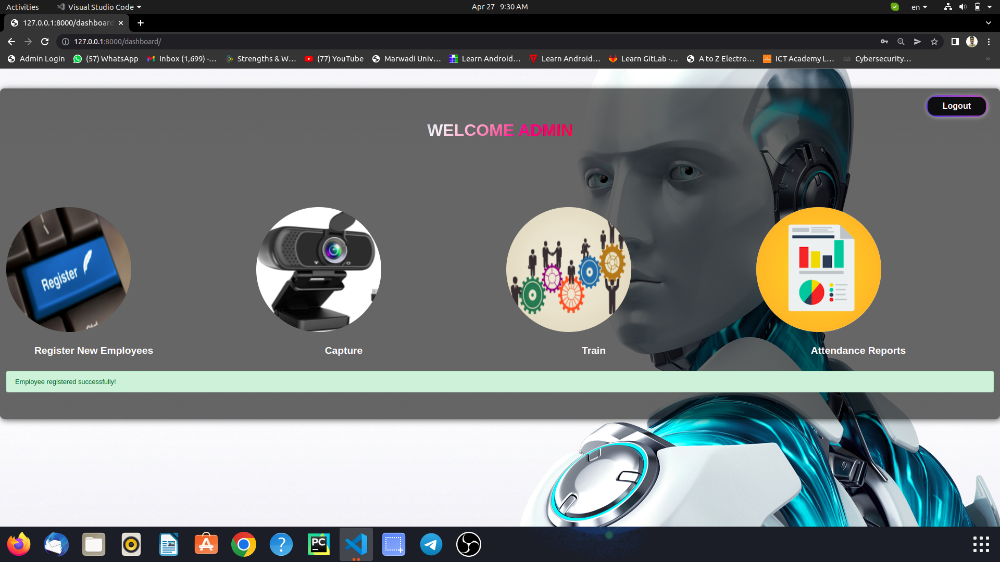 Activities
Visual Studio Code
Apr 27 9:30 AM
en
127.0.0.1:8000/dashboard
127.0.0.1:8000/dashboard/
Admin Login
(57) WhatsApp
Inbox (1,699) -...
Strengths & W...
(77) YouTube
Marwadi Univ...
Learn Android...
Learn Android...
Learn GitLab ·...
A to Z Electro...
ICT Academy L...
Cybersecurity...
Logout
WELCOME ADMIN
Register
Ctrl
Register New Employees
Capture
Train
Attendance Reports
Employee registered successfully!
PC